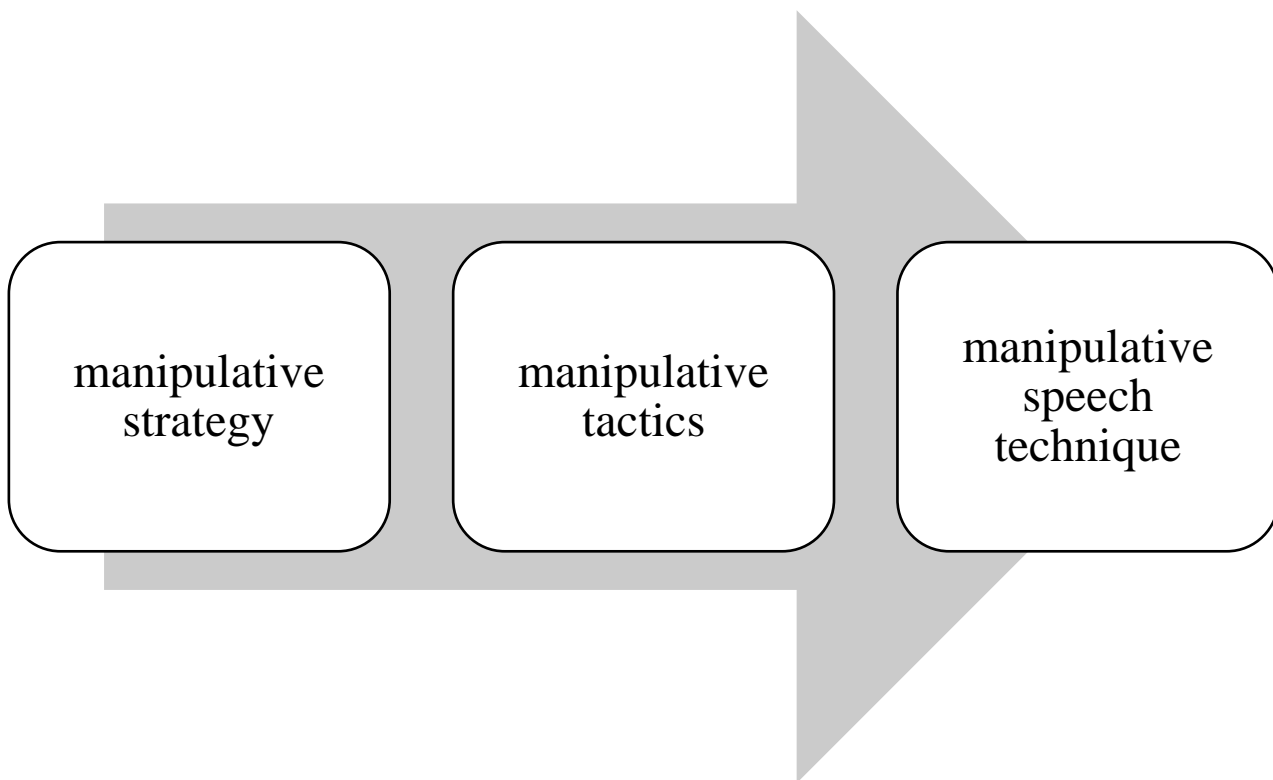 manipulative
strategy
manipulative
tactics
manipulative
speech
technique